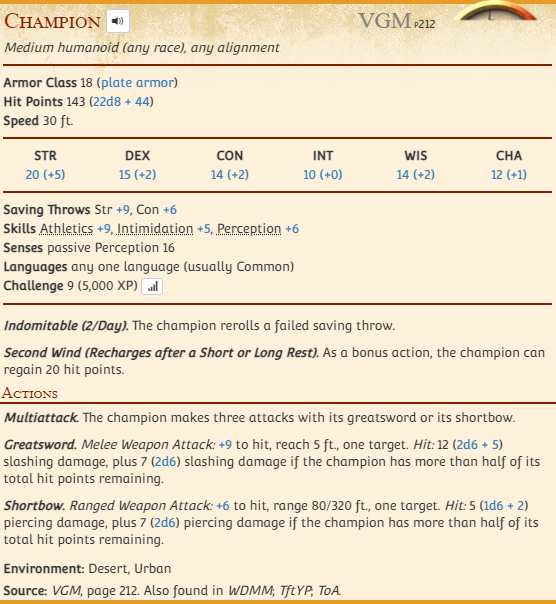 Champion VGM P212
Medium humanoid (any race), any alignment
Armor Class 18 (plate armor)
Hit Points 143 (22d8 + 44)
Speed 30 ft.
STR DEX CON INT WIS CHA
20 (+5) 15 (+2) 14 (+2) 10 (+0) 14 (+2) 12 (+1)
Saving Throws Str +9, Con +6
Skills Athletics +9, Intimidation +5, Perception +6
Senses passive Perception 16
Languages any one language (usually Common)
Challenge 9 (5,000 XP)
Indomitable (2/Day). The champion rerolls a failed saving throw.
Second Wind (Recharges after a Short or Long Rest). As a bonus action, the champion can
regain 20 hit points.
Actions
Multiattack. The champion makes three attacks with its greatsword or its shortbow.
Greatsword. Melee Weapon Attack: +9 to hit, reach 5 ft., one target. Hit: 12 (2d6 + 5)
slashing damage, plus 7 (2d6) slashing damage if the champion has more than half of its
total hit points remaining.
Shortbow. Ranged Weapon Attack: +6 to hit, range 80/320 ft., one target. Hit: 5 (1d6 + 2)
piercing damage, plus 7 (2d6) piercing damage if the champion has more than half of its
total hit points remaining.
Environment: Desert, Urban
Source: VGM, page 212. Also found in WDMM; TftYP; ToA.